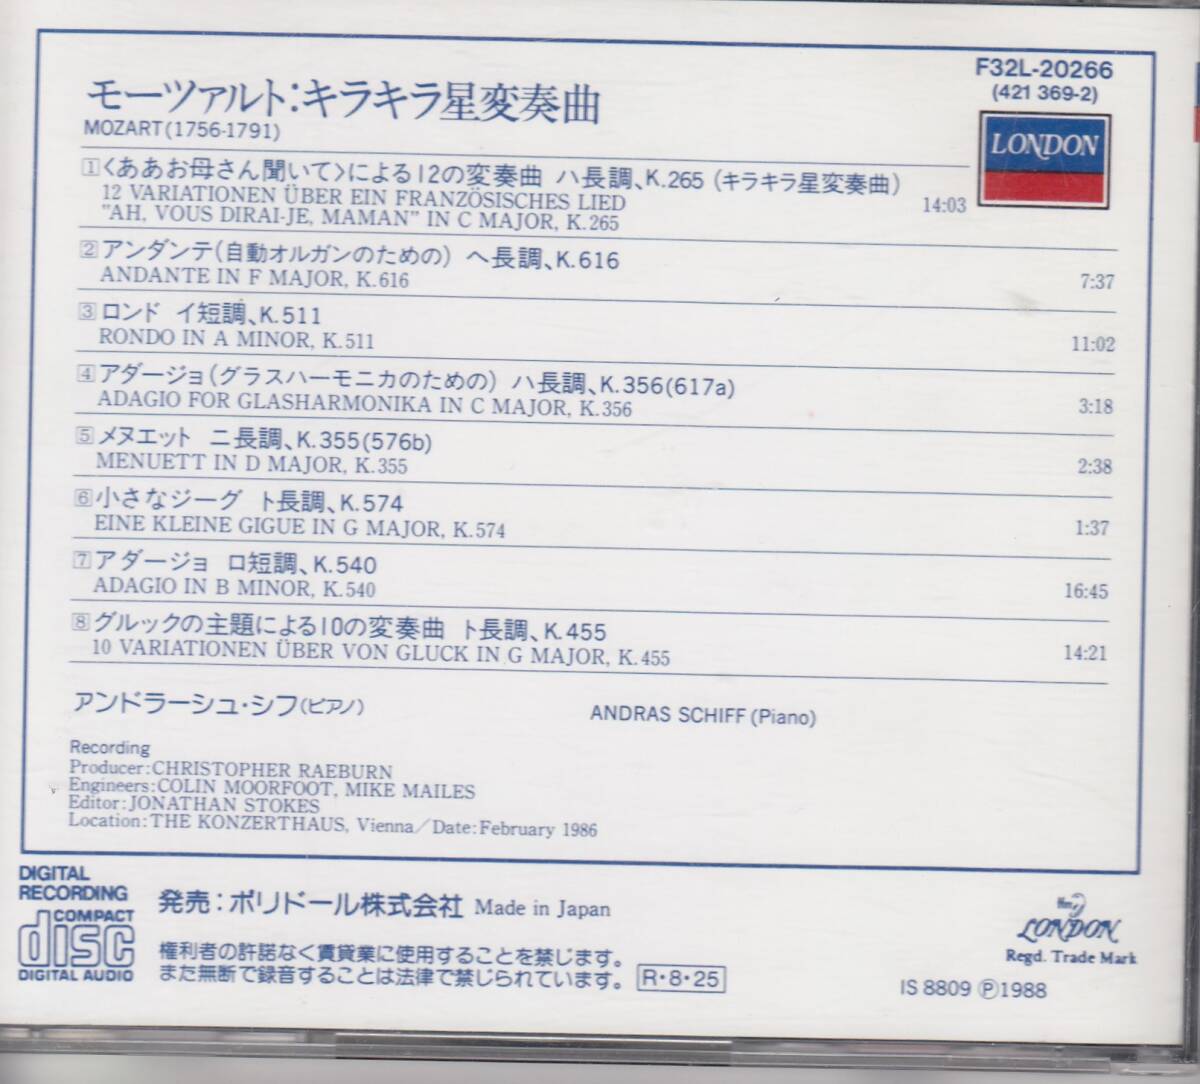 F32L-20266
(421 369-2)
LONDON
モーツァルト:キラキラ星変奏曲
MOZART(1756-1791)
1〈ああお母さん聞いて〉による12の変奏曲 ハ長調、K.265 (キラキラ星変奏曲)
12 VARIATIONEN ÜBER EIN FRANZÖSISCHES LIED
"AH, VOUS DIRAI-JE, MAMAN" IN C MAJOR, K.265
14:03
2アンダンテ(自動オルガンのための) ヘ長調、K.616
ANDANTE IN F MAJOR, K.616
7:37
3ロンド イ短調、K.511
RONDO IN A MINOR, K.511
11:02
4アダージョ(グラスハーモニカのための) ハ長調、K.356(617a)
ADAGIO FOR GLASHARMONIKA IN C MAJOR, K.356
3:18
5メヌエット ニ長調、K.355(576b)
MENUETT IN D MAJOR, K.355
2:38
6小さなジーグ ト長調、K.574
EINE KLEINE GIGUE IN G MAJOR, K.574
1:37
7アダージョ ロ短調、K.540
ADAGIO IN B MINOR, K.540
16:45
8グルックの主題による10の変奏曲 ト長調、K.455
10 VARIATIONEN ÜBER VON GLUCK IN G MAJOR, K.455
14:21
アンドラーシュ・シフ(ピアノ)
ANDRAS SCHIFF (Piano)
Recording
Producer:CHRISTOPHER RAEBURN
Engineers:COLIN MOORFOOT, MIKE MAILES
Editor:JONATHAN STOKES
Location:THE KONZERTHAUS, Vienna/Date:February 1986
DIGITAL
RECORDING
COMPACT
disc
DIGITAL AUDIO
発売:ポリドール株式会社 Made in Japan
権利者の許諾なく賃貸業に使用することを禁じます。
また無断で録音することは法律で禁じられています。
R・8・25
ffrr
LONDON
Regd. Trade Mark
IS 8809 Ⓟ1988